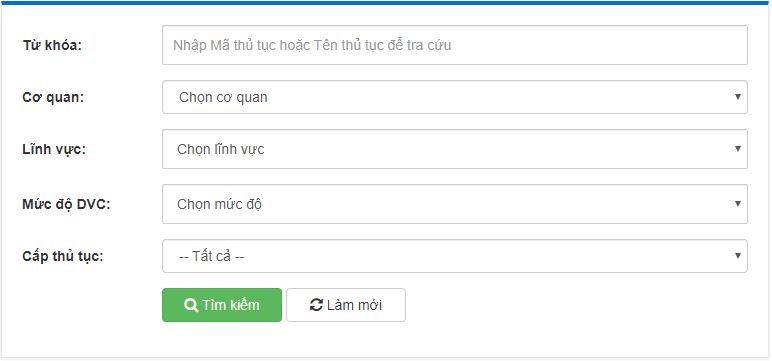 Từ khóa: Nhập Mã thủ tục hoặc Tên thủ tục để tra cứu
Cơ quan: Chọn cơ quan
Lĩnh vực: Chọn lĩnh vực
Mức độ DVC: Chọn mức độ
Cấp thủ tục: -- Tất cả --
Tìm kiếm Làm mới